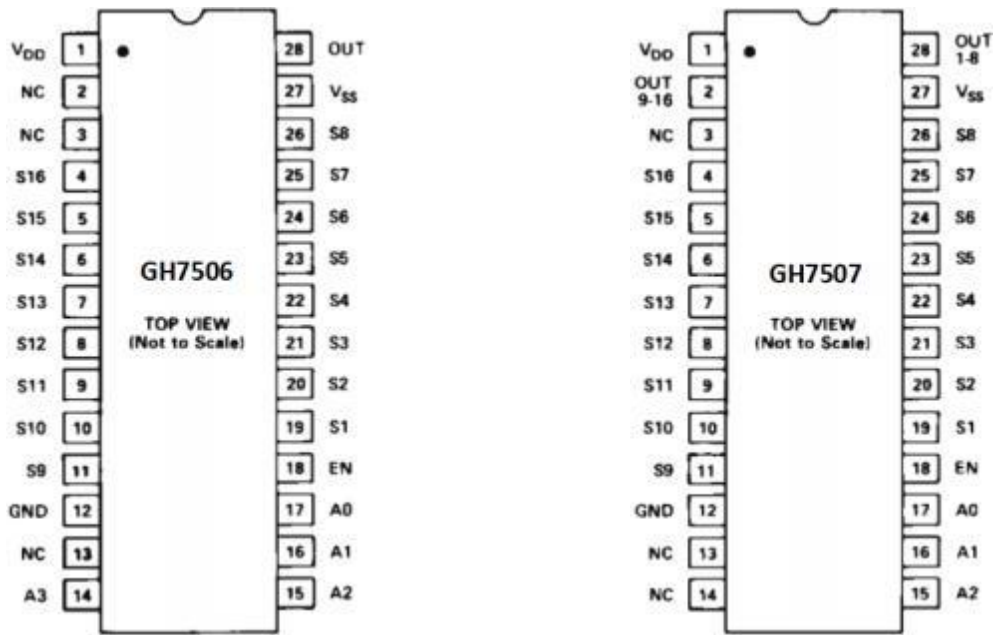 VDD 1 28 OUT
NC 2 27 VSS
NC 3 26 S8
S16 4 25 S7
S15 5 24 S6
S14 6 23 S5
GH7506
S13 7 22 S4
TOP VIEW
(Not to Scale)
S12 8 21 S3
S11 9 20 S2
S10 10 19 S1
S9 11 18 EN
GND 12 17 A0
NC 13 16 A1
A3 14 15 A2
VDD 1 28 OUT
1-8
OUT
9-16 2 27 VSS
NC 3 26 S8
S16 4 25 S7
S15 5 24 S6
S14 6 23 S5
GH7507
S13 7 22 S4
TOP VIEW
(Not to Scale)
S12 8 21 S3
S11 9 20 S2
S10 10 19 S1
S9 11 18 EN
GND 12 17 A0
NC 13 16 A1
NC 14 15 A2